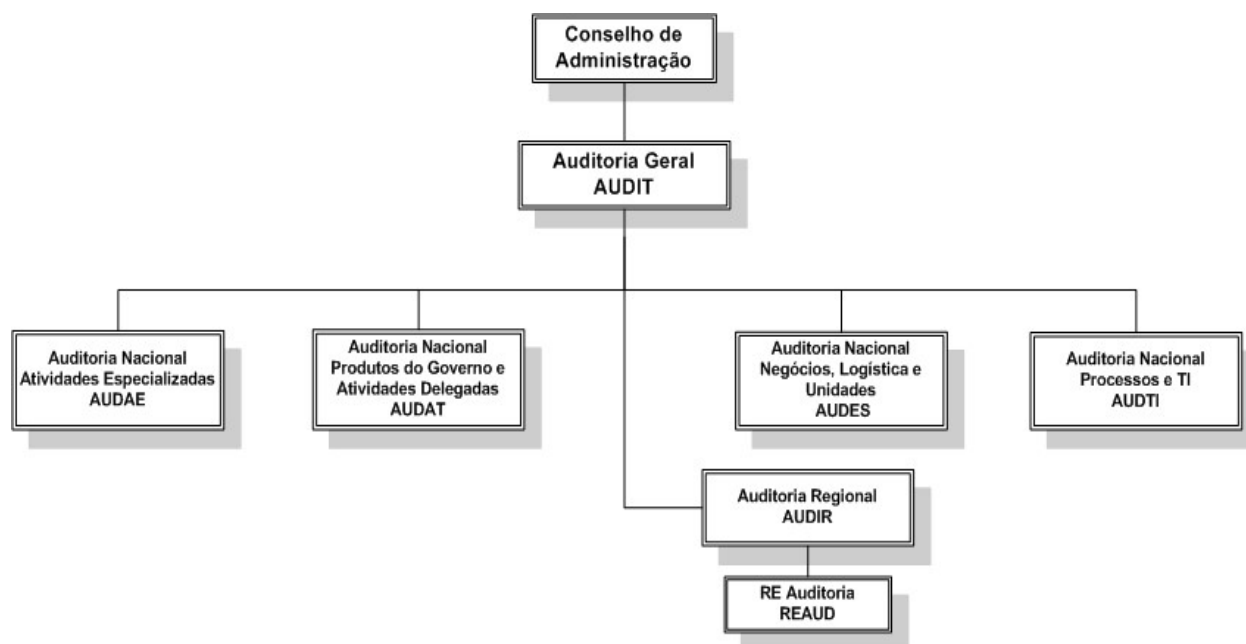 Conselho de
Administração
Auditoria Geral
AUDIT
Auditoria Nacional
Atividades Especializadas
AUDAE
Auditoria Nacional
Produtos do Governo e
Atividades Delegadas
AUDAT
Auditoria Nacional
Negócios, Logística e
Unidades
AUDES
Auditoria Nacional
Processos e TI
AUDTI
Auditoria Regional
AUDIR
RE Auditoria
REAUD